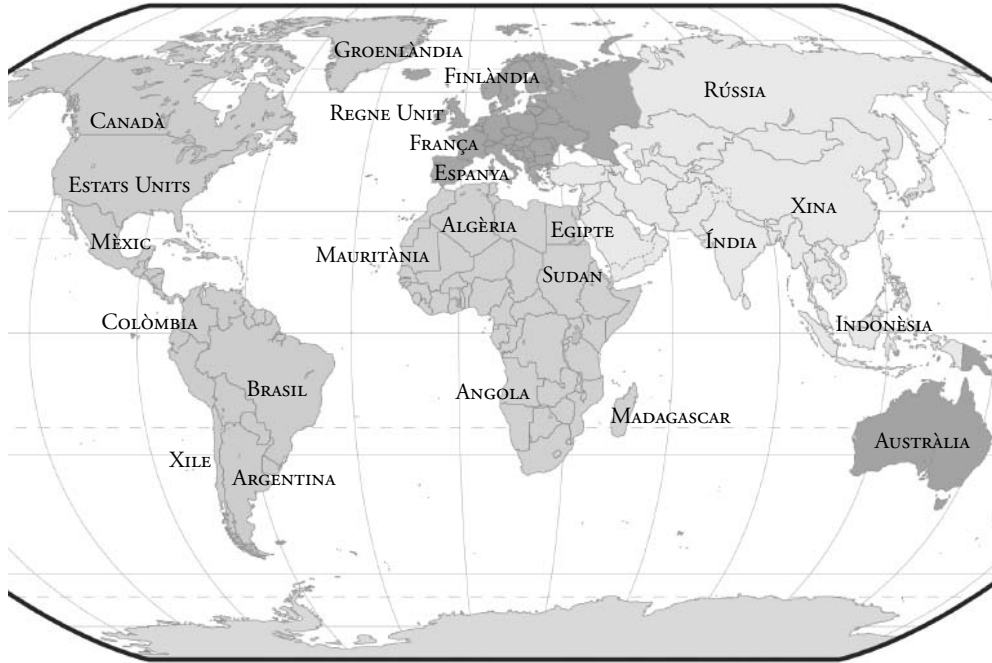 Groenlàndia
Finlàndia
Rússia
Regne Unit
Canadà
França
Espanya
Estats Units
Xina
Algèria
Egipte
Índia
Mèxic
Mauritània
Sudan
Colòmbia
Indonèsia
Brasil
Angola
Madagascar
Austràlia
Xile
Argentina